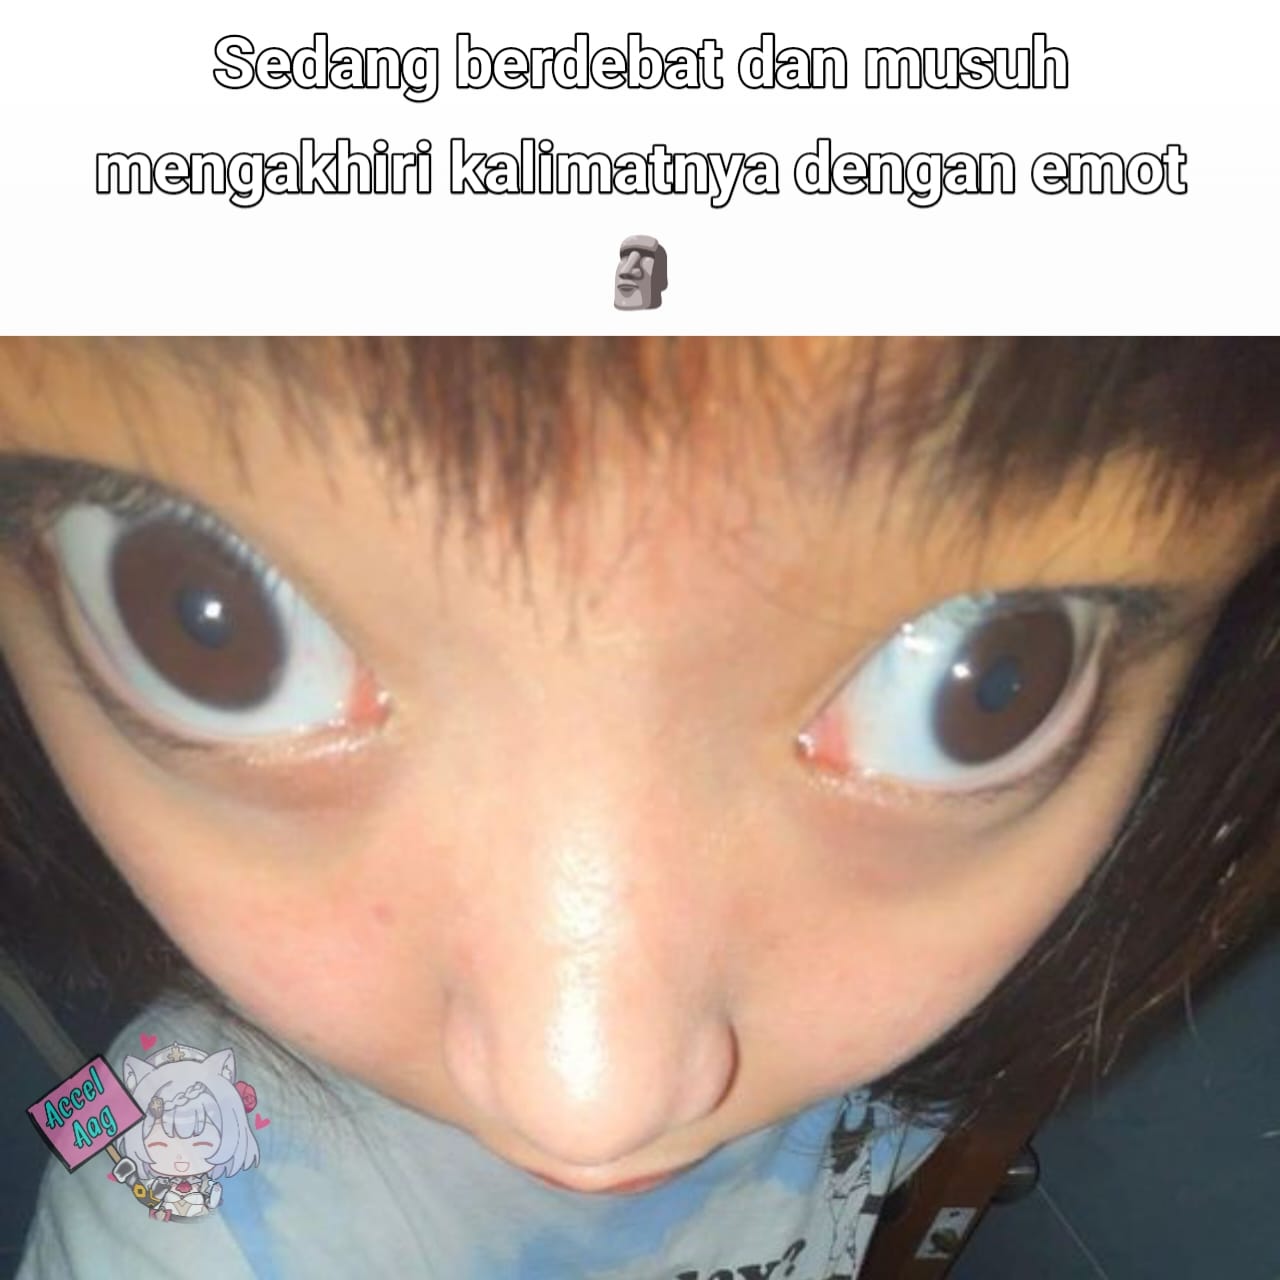 Sedang berdebat dan musuh
mengakhiri kalimatnya dengan emot
🗿
Accel
Aag